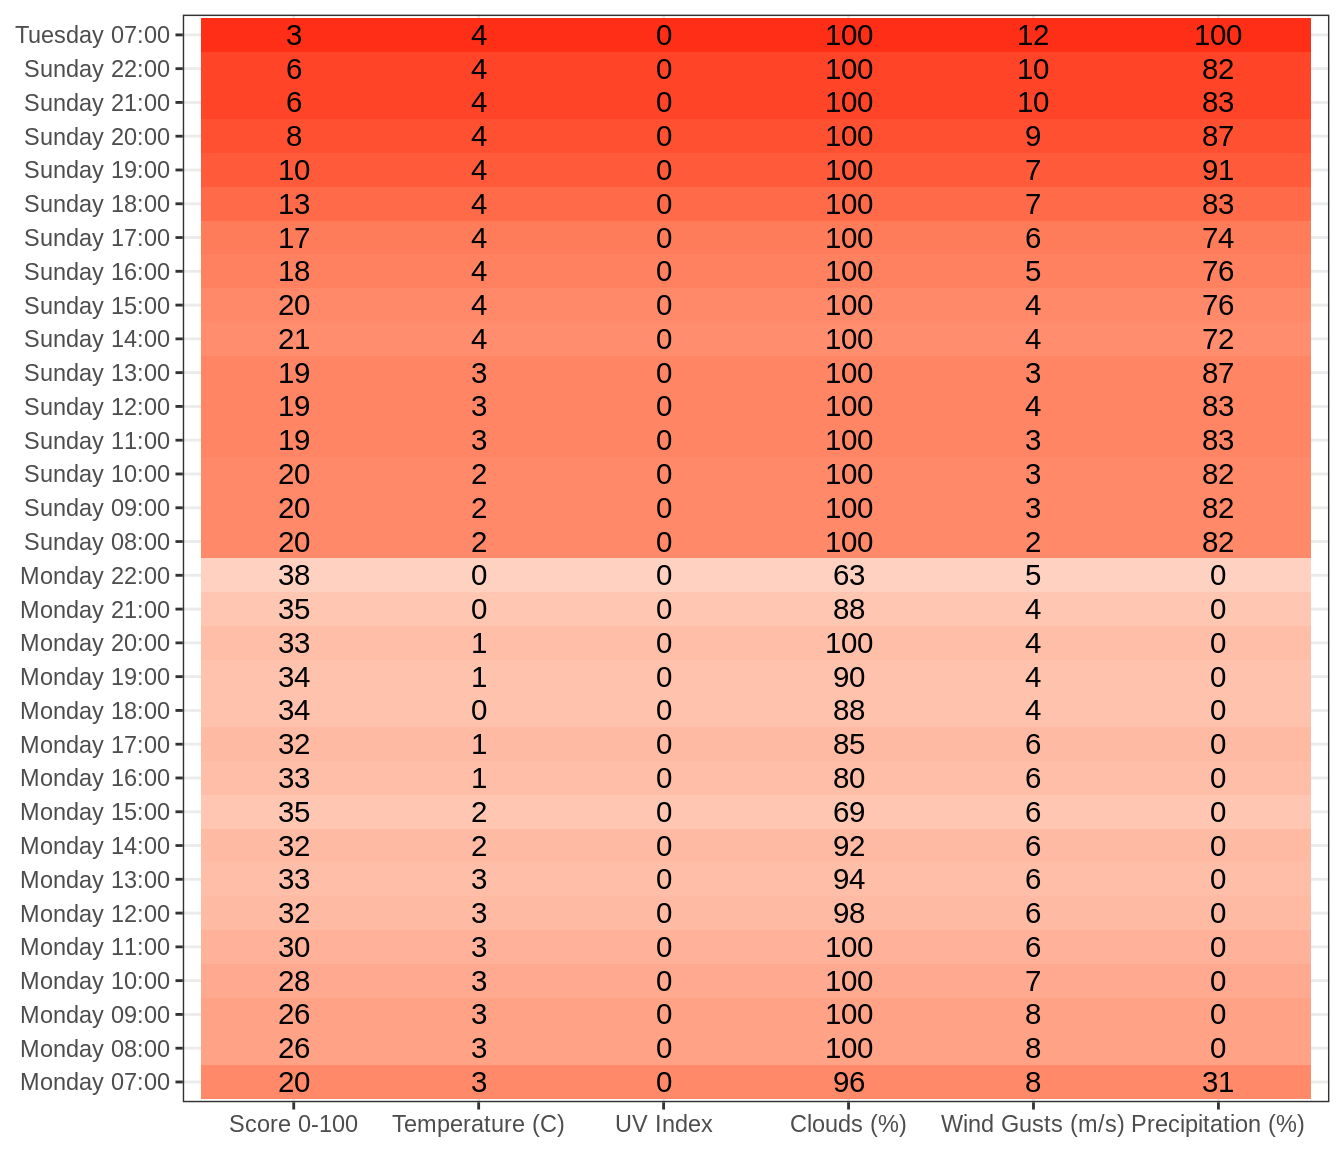 Tuesday 07:00 3 4 0 100 12 100
Sunday 22:00 6 4 0 100 10 82
Sunday 21:00 6 4 0 100 10 83
Sunday 20:00 8 4 0 100 9 87
Sunday 19:00 10 4 0 100 7 91
Sunday 18:00 13 4 0 100 7 83
Sunday 17:00 17 4 0 100 6 74
Sunday 16:00 18 4 0 100 5 76
Sunday 15:00 20 4 0 100 4 76
Sunday 14:00 21 4 0 100 4 72
Sunday 13:00 19 3 0 100 3 87
Sunday 12:00 19 3 0 100 4 83
Sunday 11:00 19 3 0 100 3 83
Sunday 10:00 20 2 0 100 3 82
Sunday 09:00 20 2 0 100 3 82
Sunday 08:00 20 2 0 100 2 82
Monday 22:00 38 0 0 63 5 0
Monday 21:00 35 0 0 88 4 0
Monday 20:00 33 1 0 100 4 0
Monday 19:00 34 1 0 90 4 0
Monday 18:00 34 0 0 88 4 0
Monday 17:00 32 1 0 85 6 0
Monday 16:00 33 1 0 80 6 0
Monday 15:00 35 2 0 69 6 0
Monday 14:00 32 2 0 92 6 0
Monday 13:00 33 3 0 94 6 0
Monday 12:00 32 3 0 98 6 0
Monday 11:00 30 3 0 100 6 0
Monday 10:00 28 3 0 100 7 0
Monday 09:00 26 3 0 100 8 0
Monday 08:00 26 3 0 100 8 0
Monday 07:00 20 3 0 96 8 31
Score 0-100 Temperature (C) UV Index Clouds (%) Wind Gusts (m/s) Precipitation (%)